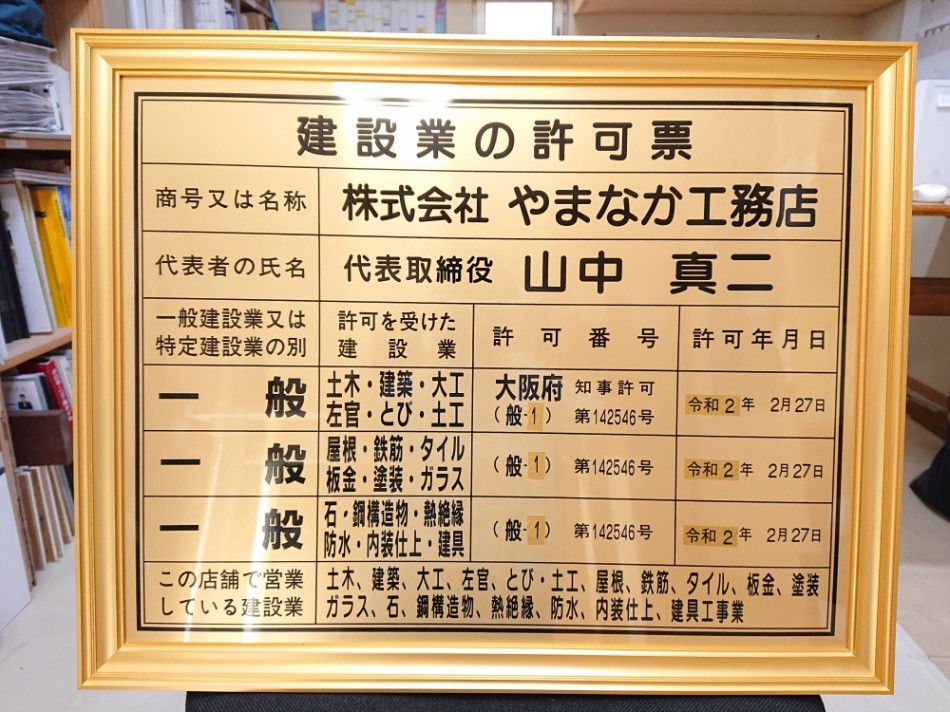 建設業の許可票
商号又は名称
株式会社 やまなか工務店
代表者の氏名
代表取締役 山中 真二
一般建設業又は
特定建設業の別
許可を受けた
建設業
許可番号
許可年月日
一般
土木・建築・大工
左官・とび・土工
大阪府 知事許可
(般-1) 第142546号
令和2年 2月27日
一般
屋根・鉄筋・タイル
板金・塗装・ガラス
(般-1) 第142546号
令和2年 2月27日
一般
石・鋼構造物・熱絶縁
防水・内装仕上・建具
(般-1) 第142546号
令和2年 2月27日
この店舗で営業
している建設業
土木、建築、大工、左官、とび・土工、屋根、鉄筋、タイル、板金、塗装
ガラス、石、鋼構造物、熱絶縁、防水、内装仕上、建具工事業